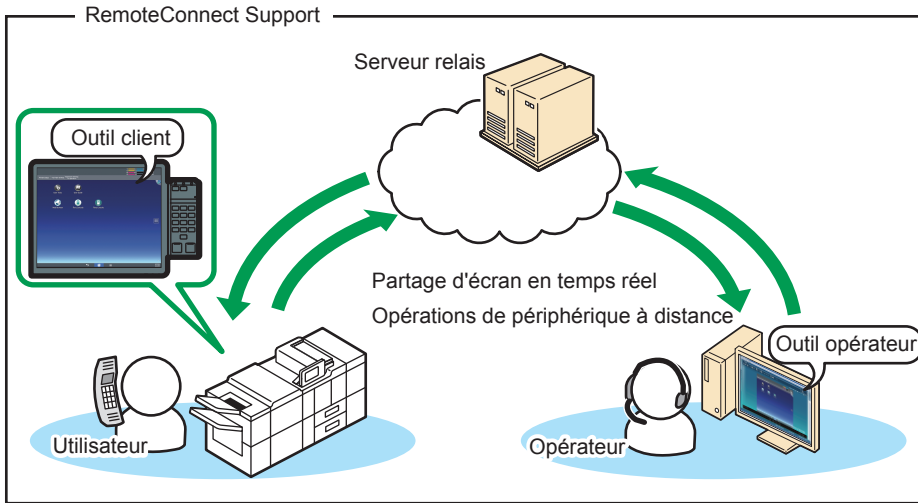 RemoteConnect Support
Serveur relais
Outil client
Partage d'écran en temps réel
Opérations de périphérique à distance
Outil opérateur
Utilisateur
Opérateur